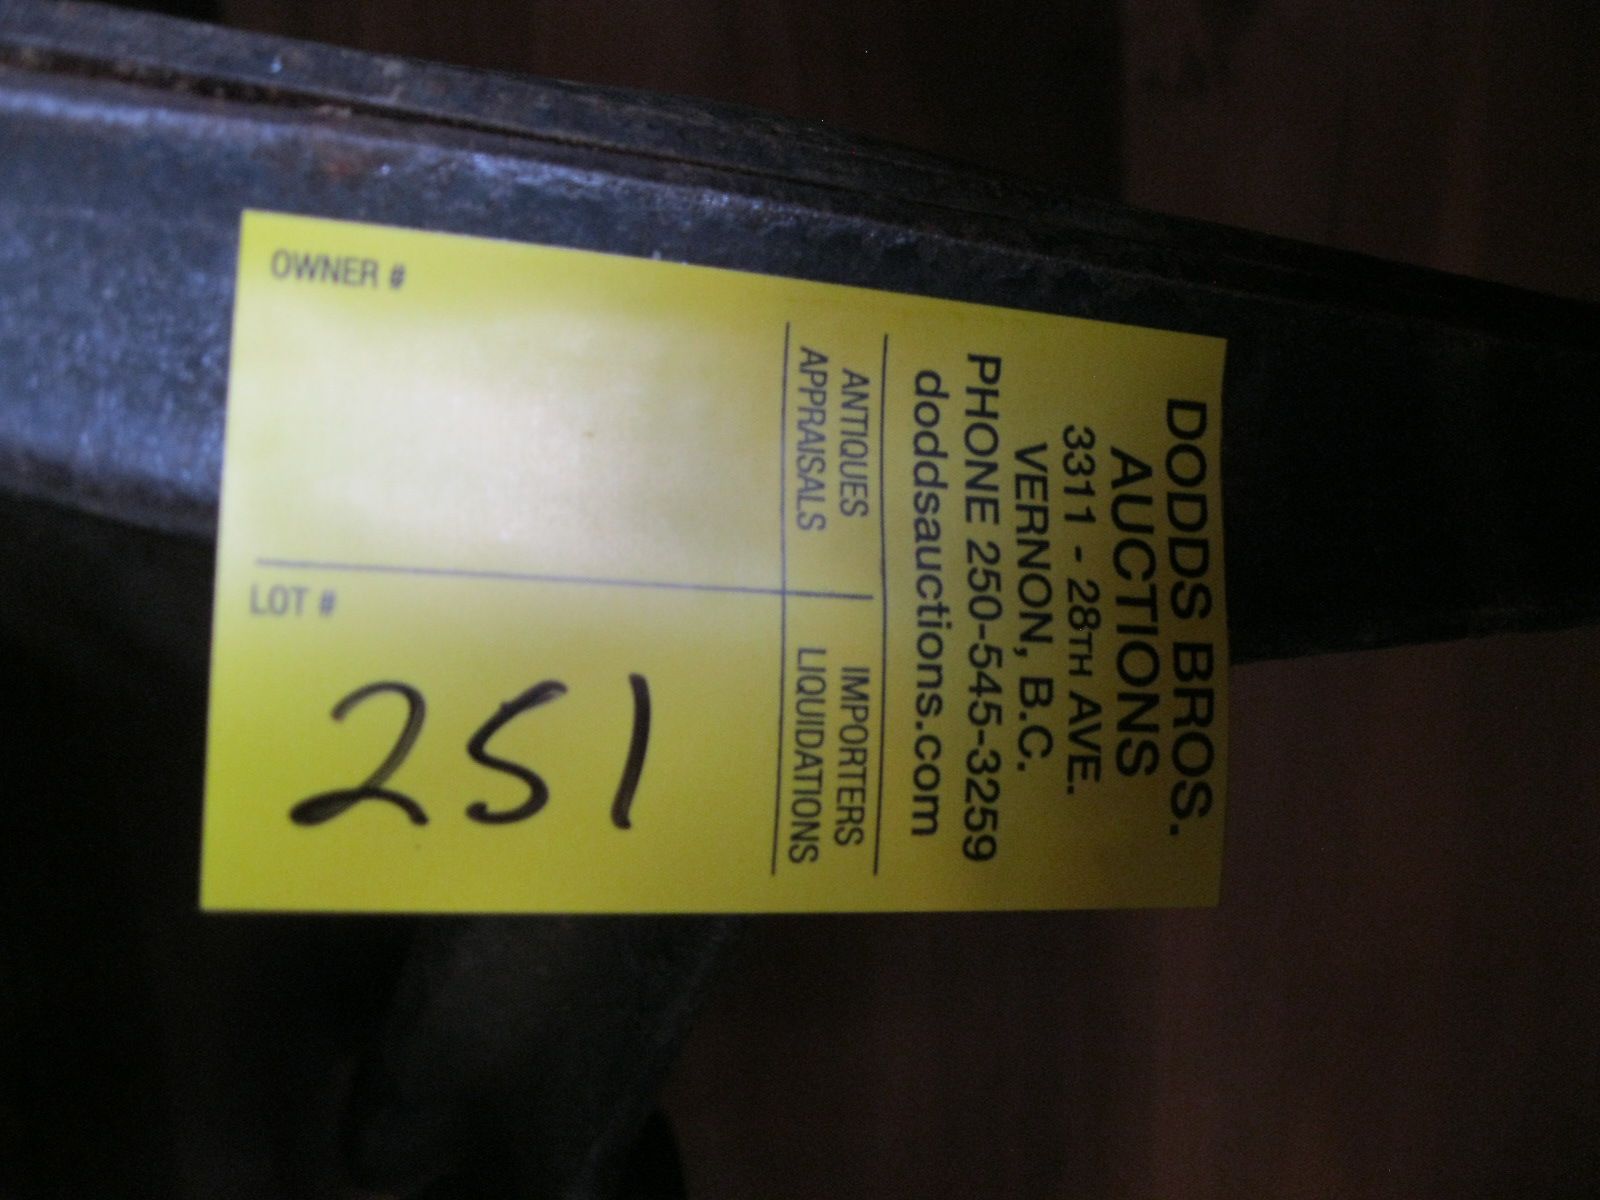 DODDS BROS.
AUCTIONS
3311 - 28TH AVE.
VERNON, B.C.
PHONE 250-545-3259
doddsauctions.com
ANTIQUES
APPRAISALS
IMPORTERS
LIQUIDATIONS
OWNER #
LOT #
251